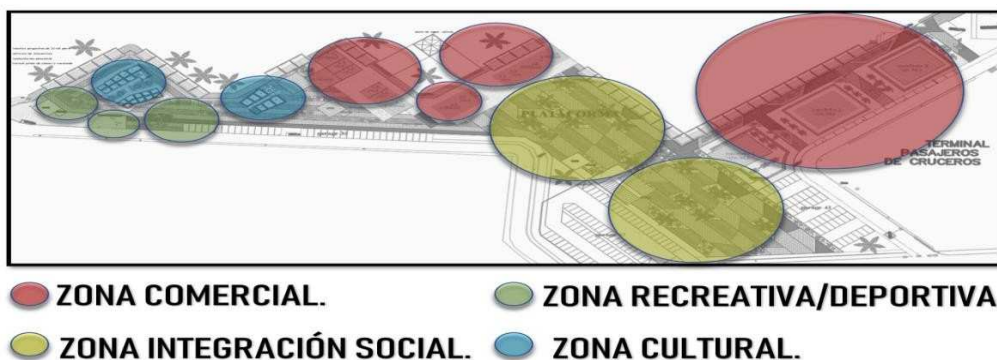 PLATAFORMA
TERMINAL
PASAJEROS
DE CRUCEROS
ZONA COMERCIAL.
ZONA RECREATIVA/DEPORTIVA
ZONA INTEGRACIÓN SOCIAL.
ZONA CULTURAL.